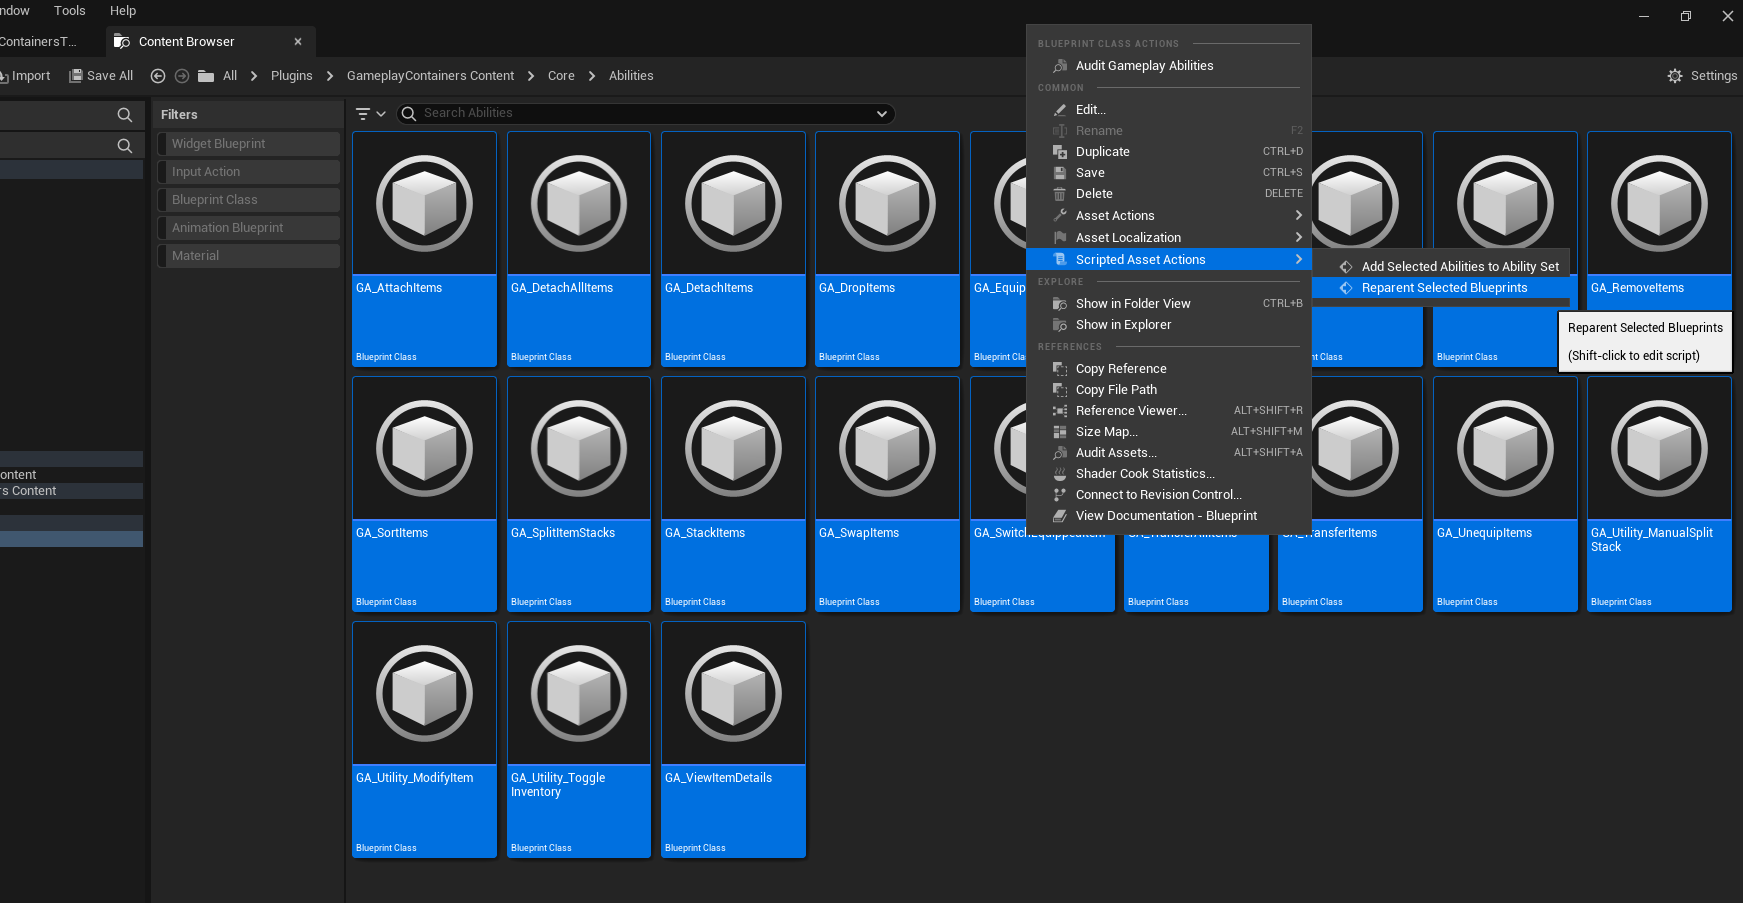 ndow Tools Help
ContainersT... Content Browser
Import Save All All Plugins GameplayContainers Content Core Abilities Settings
Filters
Widget Blueprint
Input Action
Blueprint Class
Animation Blueprint
Material
ontent
rs Content
Search Abilities
GA_AttachItems
Blueprint Class
GA_DetachAllItems
Blueprint Class
GA_DetachItems
Blueprint Class
GA_DropItems
Blueprint Class
GA_Equip
nt Class
Blueprint Class
GA_RemoveItems
GA_SortItems
Blueprint Class
GA_SplitItemStacks
Blueprint Class
GA_StackItems
Blueprint Class
GA_SwapItems
Blueprint Class
GA_SwitchEquippedItem
Blueprint Class
GA_TransferAllItems
Blueprint Class
GA_TransferItems
Blueprint Class
GA_UnequipItems
Blueprint Class
GA_Utility_ManualSplit
Stack
Blueprint Class
GA_Utility_ModifyItem
Blueprint Class
GA_Utility_Toggle
Inventory
Blueprint Class
GA_ViewItemDetails
Blueprint Class
BLUEPRINT CLASS ACTIONS
Audit Gameplay Abilities
COMMON
Edit...
Rename F2
Duplicate CTRL+D
Save CTRL+S
Delete DELETE
Asset Actions
Asset Localization
Scripted Asset Actions
EXPLORE
Show in Folder View CTRL+B
Show in Explorer
REFERENCES
Copy Reference
Copy File Path
Reference Viewer... ALT+SHIFT+R
Size Map... ALT+SHIFT+M
Audit Assets... ALT+SHIFT+A
Shader Cook Statistics...
Connect to Revision Control...
View Documentation - Blueprint
Add Selected Abilities to Ability Set
Reparent Selected Blueprints
Reparent Selected Blueprints
(Shift-click to edit script)